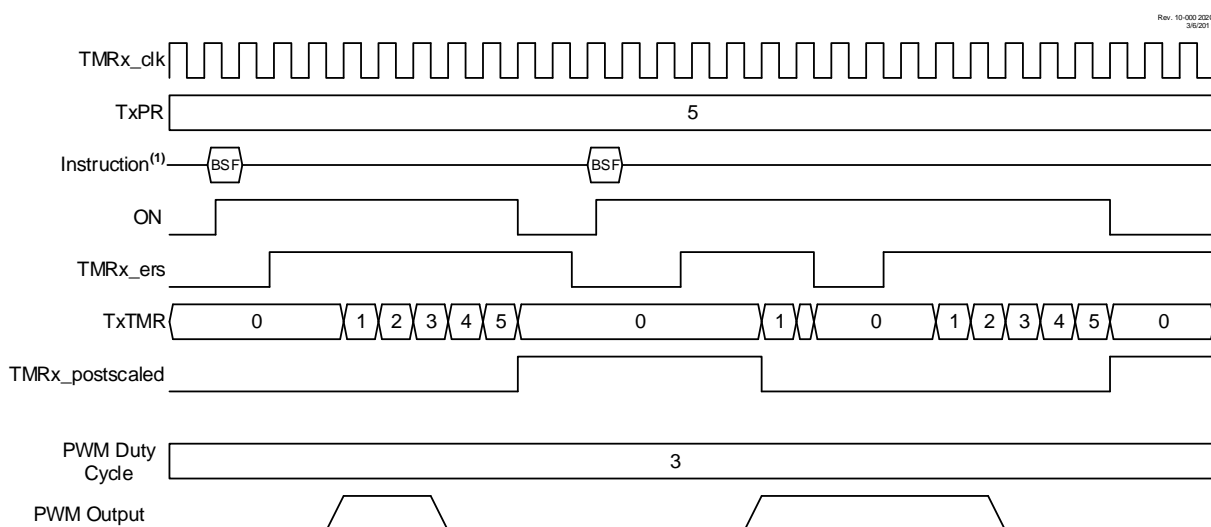 Rev. 10-000 202C
3/6/201
TMRx_clk
TxPR
5
Instruction(1)
BSF
BSF
ON
TMRx_ers
TxTMR
0 1 2 3 4 5 0 1 0 1 2 3 4 5 0
TMRx_postscaled
PWM Duty
Cycle
3
PWM Output